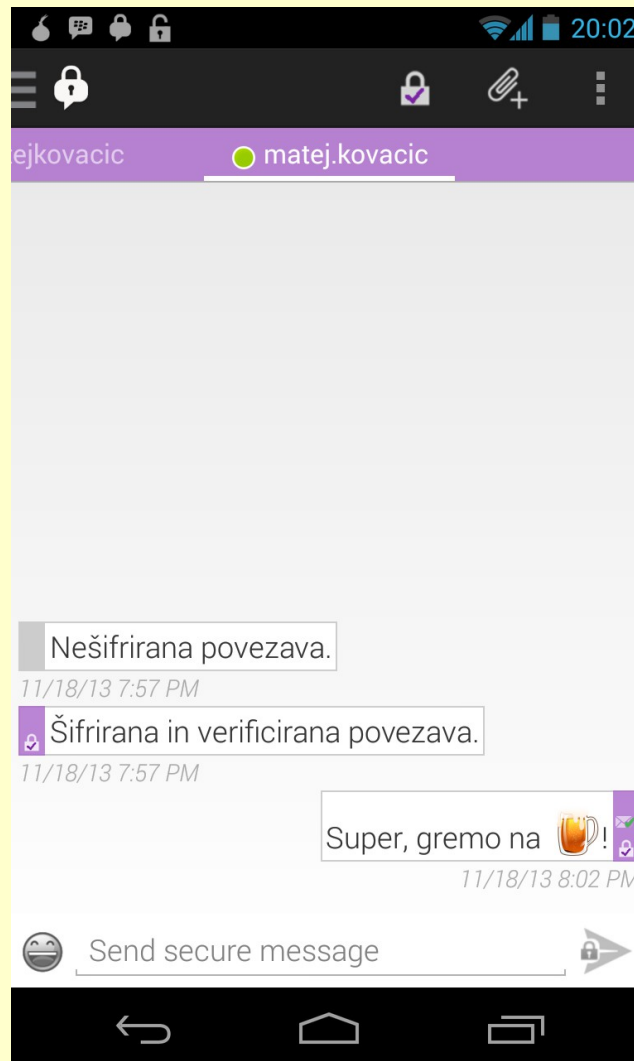 20:02
ejkovacic
matej.kovacic
Nešifrirana povezava.
11/18/13 7:57 PM
Šifrirana in verificirana povezava.
11/18/13 7:57 PM
Super, gremo na !
11/18/13 8:02 PM
Send secure message